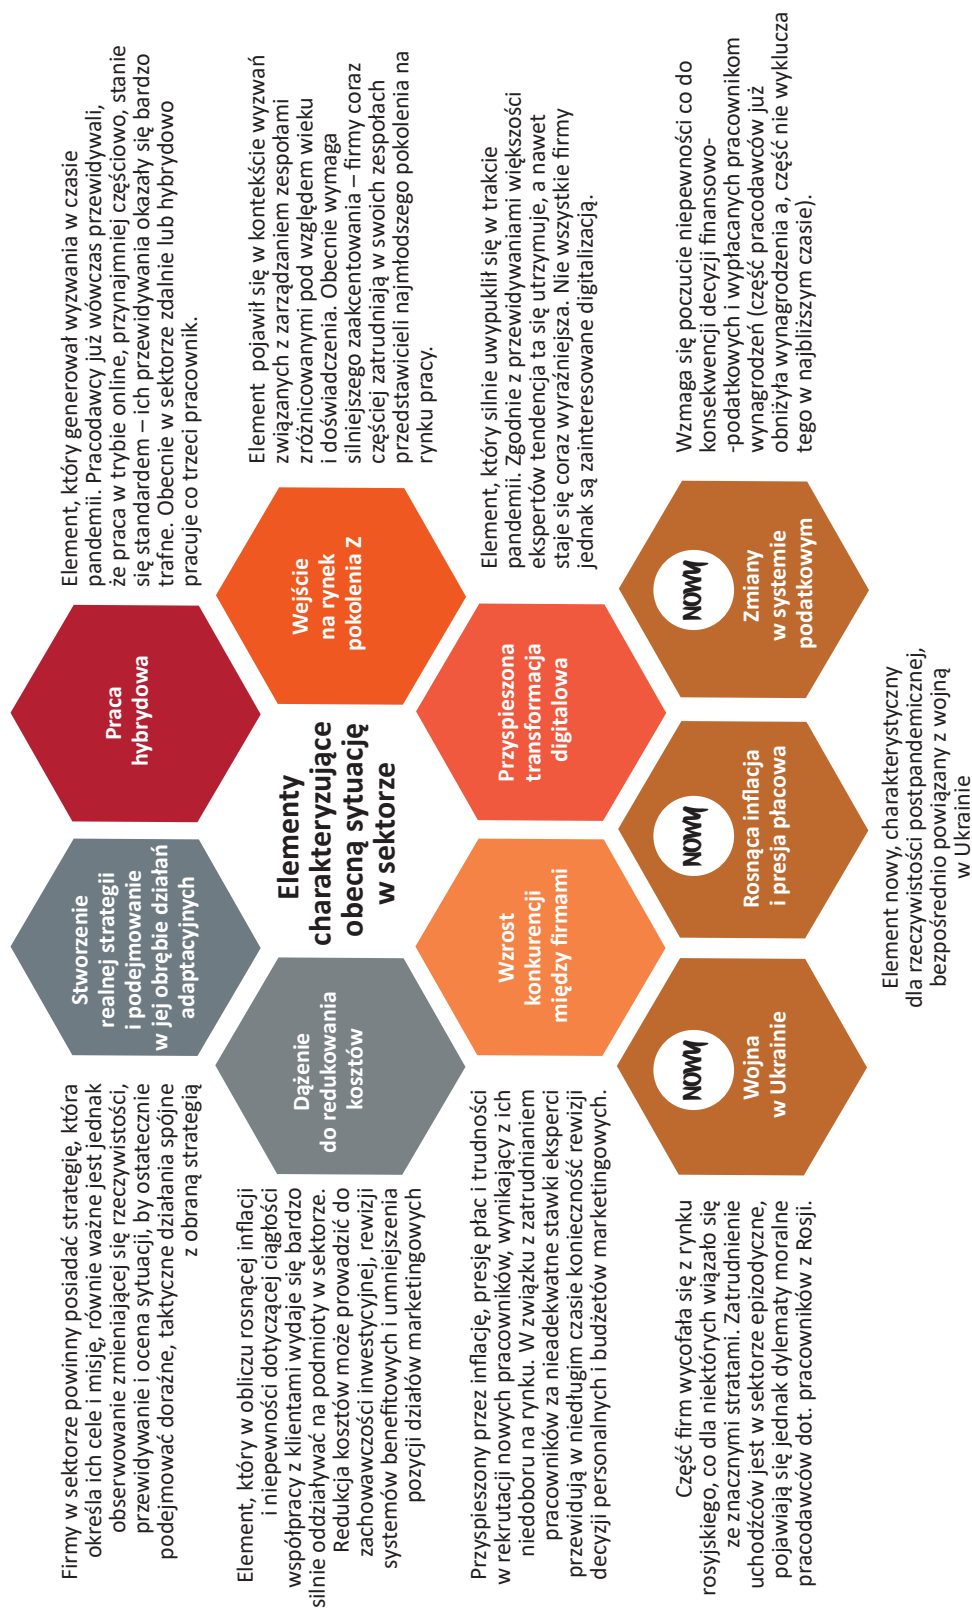 Firmy w sektorze powinny posiadać strategię, która
określa ich cele i misję, równie ważne jest jednak
obserwowanie zmieniającej się rzeczywistości,
przewidywanie i ocena sytuacji, by ostatecznie
podejmować doraźne, taktyczne działania spójne
z obraną strategią
Stworzenie
realnej strategii
i podejmowanie
w jej obrębie działań
adaptacyjnych
Praca
hybrydowa
Element, który generował wyzwania w czasie
pandemii. Pracodawcy już wówczas przewidywali,
że praca w trybie online, przynajmniej częściowo, stanie
się standardem – ich przewidywania okazały się bardzo
trafne. Obecnie w sektorze zdalnie lub hybrydowo
pracuje co trzeci pracownik.
Element, który w obliczu rosnącej inflacji
i niepewności dotyczącej ciągłości
współpracy z klientami wydaje się bardzo
silnie oddziaływać na podmioty w sektorze.
Redukcja kosztów może prowadzić do
zachowawczości inwestycyjnej, rewizji
systemów benefitowych i umniejszenia
pozycji działów marketingowych
Dążenie
do redukowania
kosztów
Elementy
charakteryzujące
obecną sytuację
w sektorze
Wejście
na rynek
pokolenia Z
Element pojawił się w kontekście wyzwań
związanych z zarządzaniem zespołami
zróżnicowanymi pod względem wieku
i doświadczenia. Obecnie wymaga
silniejszego zaakcentowania – firmy coraz
częściej zatrudniają w swoich zespołach
przedstawicieli najmłodszego pokolenia na
rynku pracy.
Przyspieszony przez inflację, presję płac i trudności
w rekrutacji nowych pracowników, wynikający z ich
niedoboru na rynku. W związku z zatrudnianiem
pracowników za nieadekwatne stawki eksperci
przewidują w niedługim czasie konieczność rewizji
decyzji personalnych i budżetów marketingowych.
Wzrost
konkurencji
między firmami
Przyspieszona
transformacja
digitalowa
Element, który silnie uwypuklił się w trakcie
pandemii. Zgodnie z przewidywaniami większości
ekspertów tendencja ta się utrzymuje, a nawet
staje się coraz wyraźniejsza. Nie wszystkie firmy
jednak są zainteresowane digitalizacją.
Część firm wycofała się z rynku
rosyjskiego, co dla niektórych wiązało się
ze znacznymi stratami. Zatrudnienie
uchodźców jest w sektorze epizodyczne,
pojawiają się jednak dylematy moralne
pracodawców dot. pracowników z Rosji.
NOWY
Wojna
w Ukrainie
NOWY
Rosnąca inflacja
i presja płacowa
NOWY
Zmiany
w systemie
podatkowym
Wzmaga się poczucie niepewności co do
konsekwencji decyzji finansowo-
-podatkowych i wypłacanych pracownikom
wynagrodzeń (część pracodawców już
obniżyła wynagrodzenia a, część nie wyklucza
tego w najbliższym czasie).
Element nowy, charakterystyczny
dla rzeczywistości postpandemicznej,
bezpośrednio powiązany z wojną
w Ukrainie